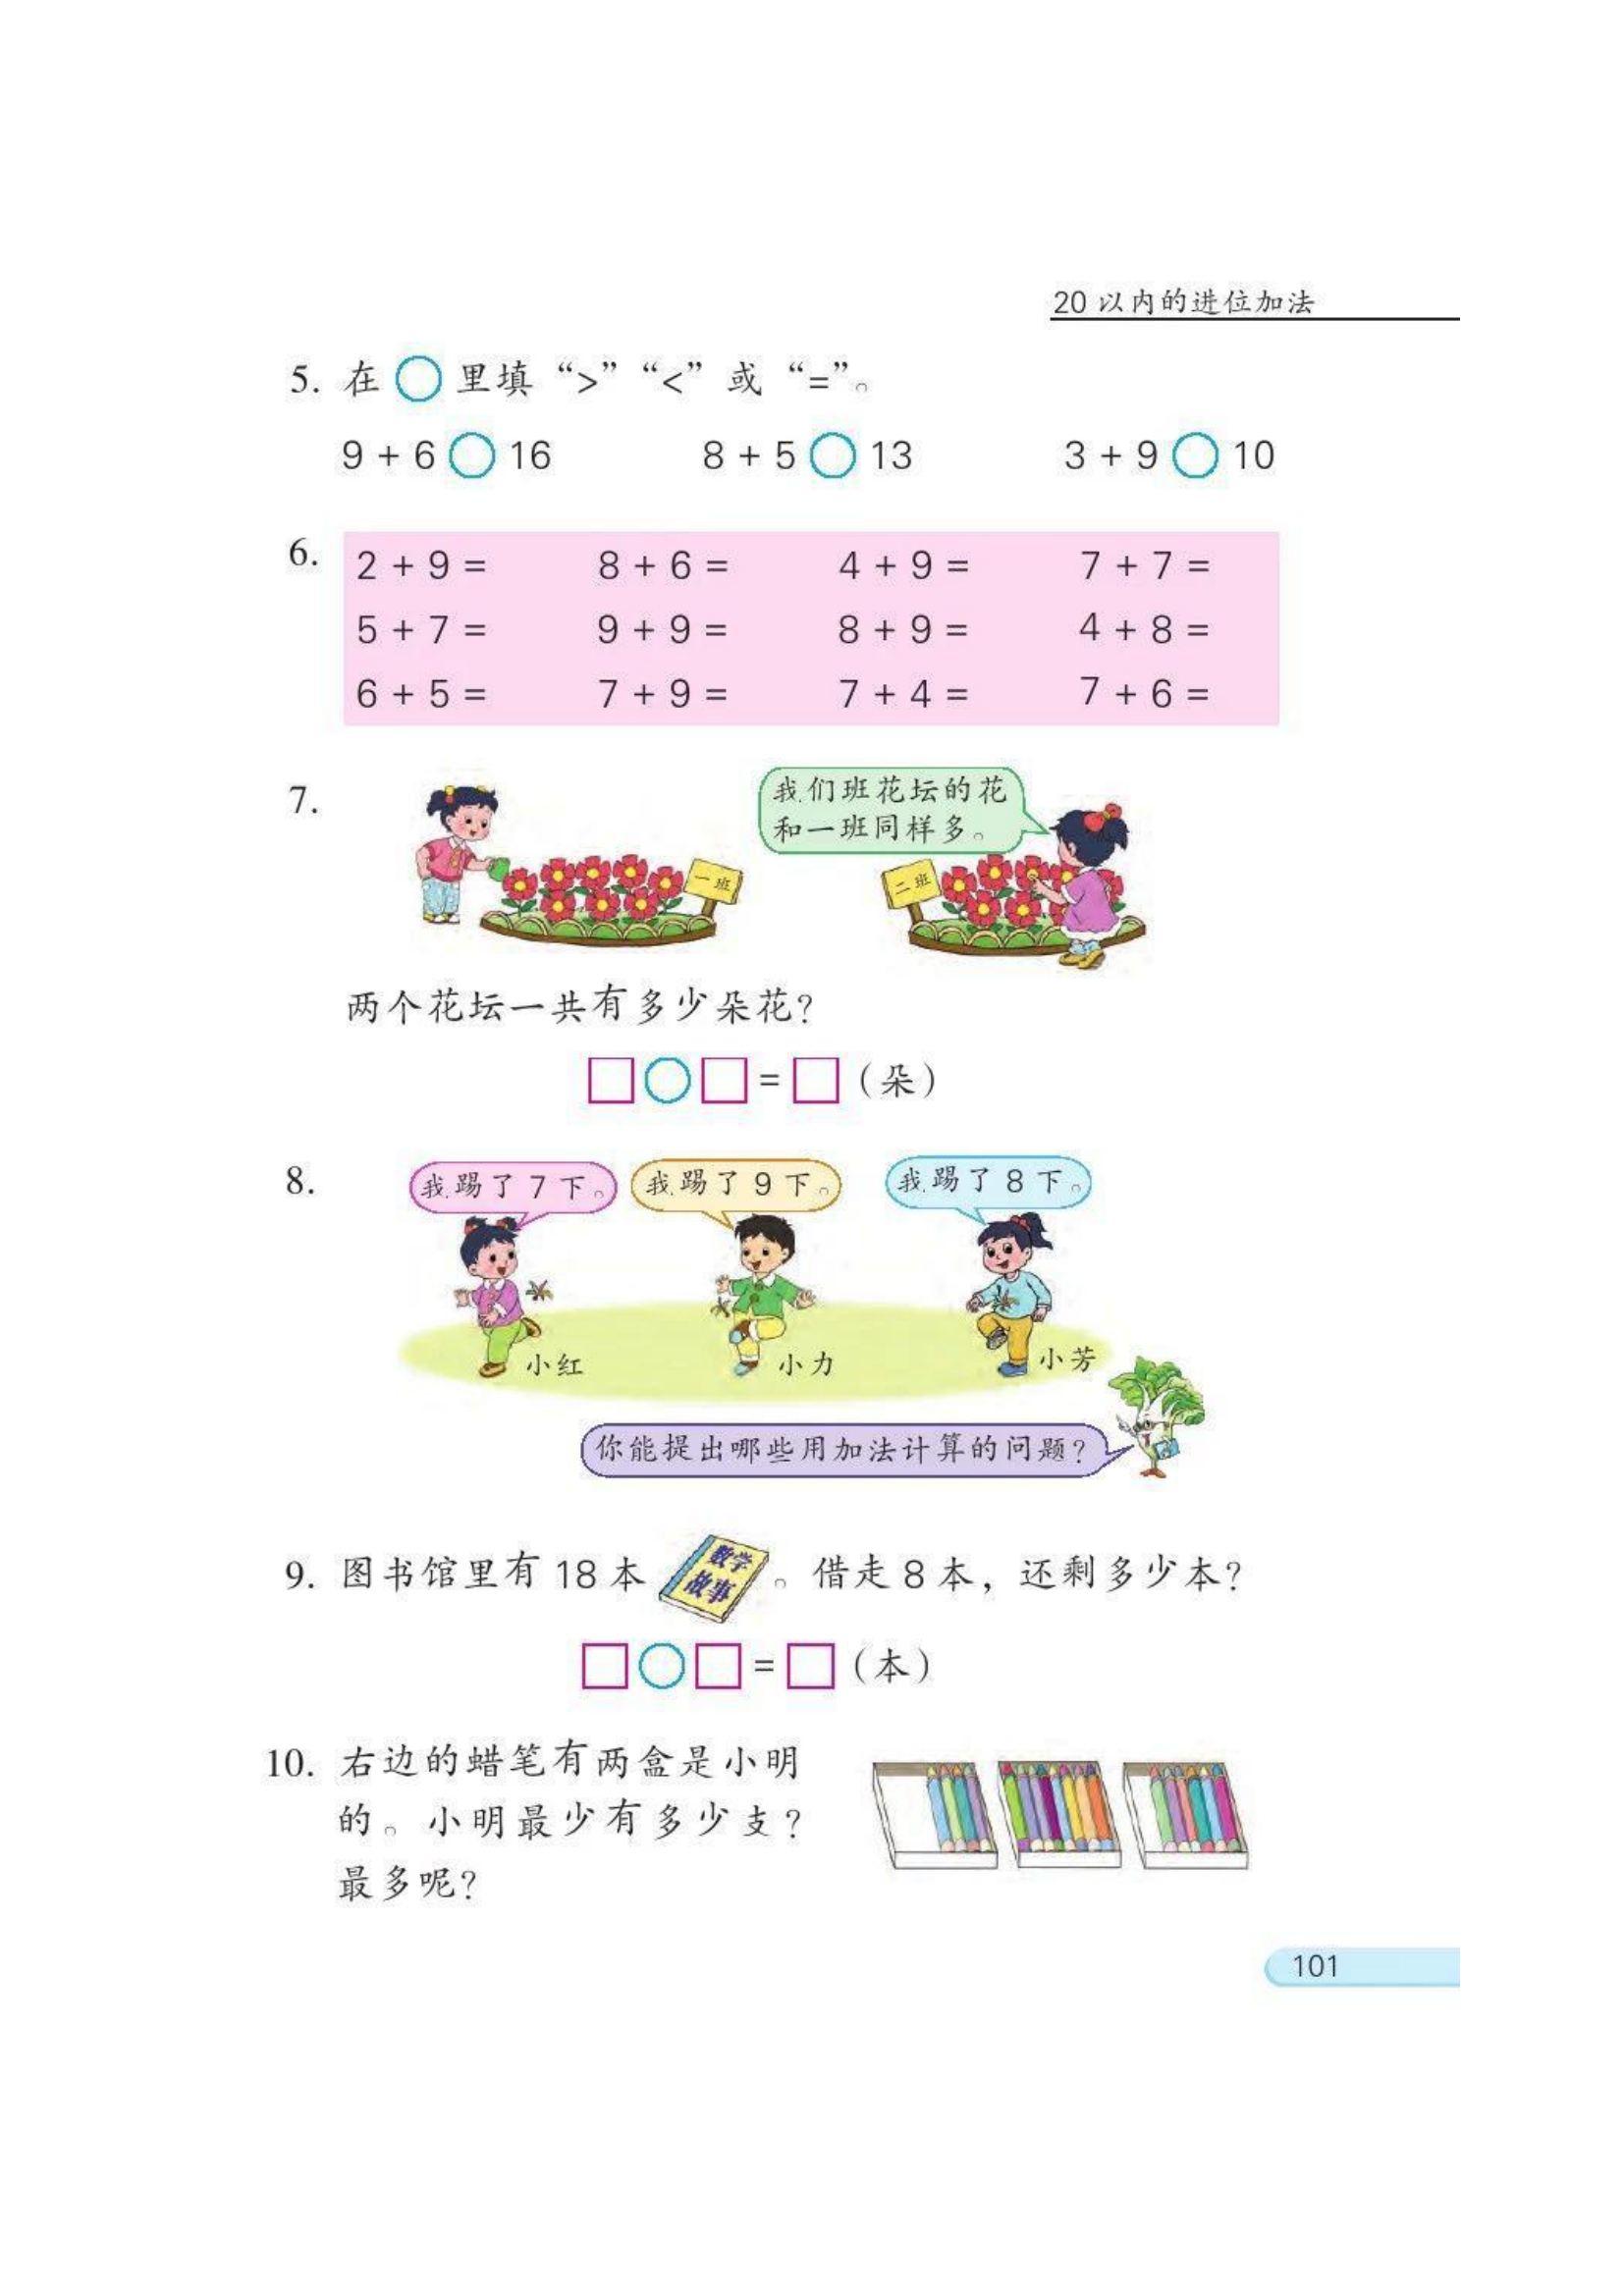 20 以内的进位加法
5. 在 ○ 里填 “>” “<” 或 “=”。
9 + 6 ○ 16 8 + 5 ○ 13 3 + 9 ○ 10
6. 2 + 9 = 8 + 6 = 4 + 9 = 7 + 7 =
5 + 7 = 9 + 9 = 8 + 9 = 4 + 8 =
6 + 5 = 7 + 9 = 7 + 4 = 7 + 6 =
7.
我们班花坛的花
和一班同样多。
一班
二班
两个花坛一共有多少朵花?
□○□=□（朵）
8.
我踢了 7 下。
我踢了 9 下。
我踢了 8 下。
小红
小力
小芳
你能提出哪些用加法计算的问题?
9. 图书馆里有 18 本 。借走 8 本，还剩多少本?
数学
故事
□○□=□（本）
10. 右边的蜡笔有两盒是小明
的。小明最少有多少支?
最多呢?
101